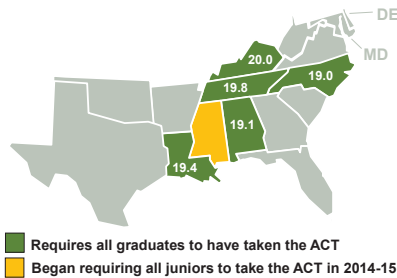 DE
MD
20.0
19.0
19.8
19.1
19.4
Requires all graduates to have taken the ACT
Began requiring all juniors to take the ACT in 2014-15